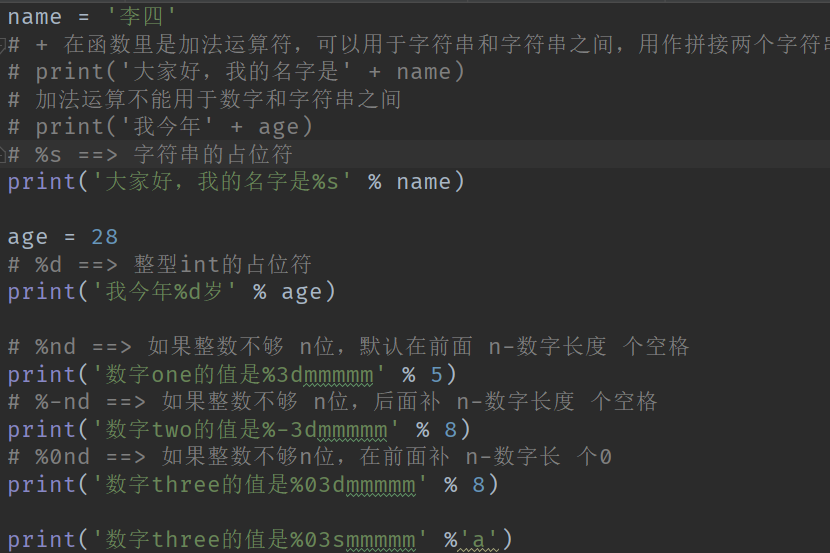 name = '李四'
# + 在函数里是加法运算符，可以用于字符串和字符串之间，用作拼接两个字符
# print('大家好，我的名字是' + name)
# 加法运算不能用于数字和字符串之间
# print('我今年' + age)
# %s ==> 字符串的占位符
print('大家好，我的名字是%s' % name)
age = 28
# %d ==> 整型int的占位符
print('我今年%d岁' % age)
# %nd ==> 如果整数不够 n位，默认在前面 n-数字长度 个空格
print('数字one的值是%3dmmmmm' % 5)
# %-nd ==> 如果整数不够 n位，后面补 n-数字长度 个空格
print('数字two的值是%-3dmmmmm' % 8)
# %0nd ==> 如果整数不够n位，在前面补 n-数字长 个0
print('数字three的值是%03dmmmmm' % 8)
print('数字three的值是%03smmmmm' %'a')